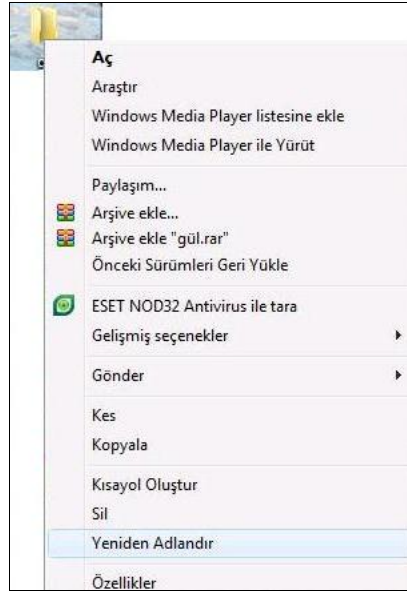 Aç
Araştır
Windows Media Player listesine ekle
Windows Media Player ile Yürüt
Paylaşım...
Arşive ekle...
Arşive ekle "gül.rar"
Önceki Sürümleri Geri Yükle
ESET NOD32 Antivirus ile tara
Gelişmiş seçenekler
Gönder
Kes
Kopyala
Kısayol Oluştur
Sil
Yeniden Adlandır
Özellikler